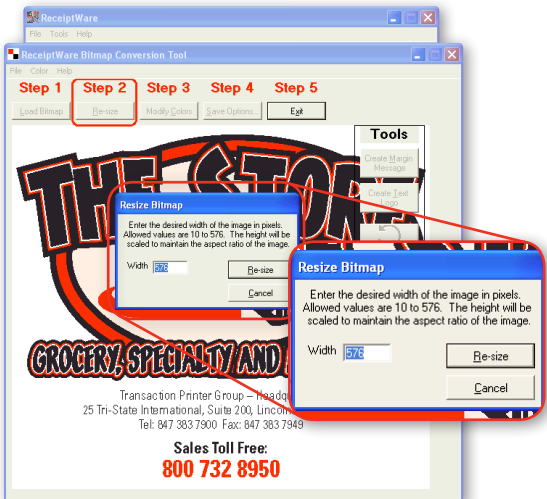 ReceiptWare
File Tools Help
ReceiptWare Bitmap Conversion Tool
File Color Help
Step 1 Step 2 Step 3 Step 4 Step 5
Load Bitmap Re-size Modify Colors Save Options... Exit
Tools
Create Margin
Message
Create Text
Logo
THE STORE
Resize Bitmap
Enter the desired width of the image in pixels.
Allowed values are 10 to 576. The height will be
scaled to maintain the aspect ratio of the image.
Width 576
Re-size
Cancel
Resize Bitmap
Enter the desired width of the image in pixels.
Allowed values are 10 to 576. The height will be
scaled to maintain the aspect ratio of the image.
Width 576
Re-size
Cancel
GROCERY, SPECIALTY AND
Transaction Printer Group – Headq
25 Tri-State International, Suite 200, Lincoln
Tel: 847 383 7900 Fax: 847 383 7949
Sales Toll Free:
800 732 8950